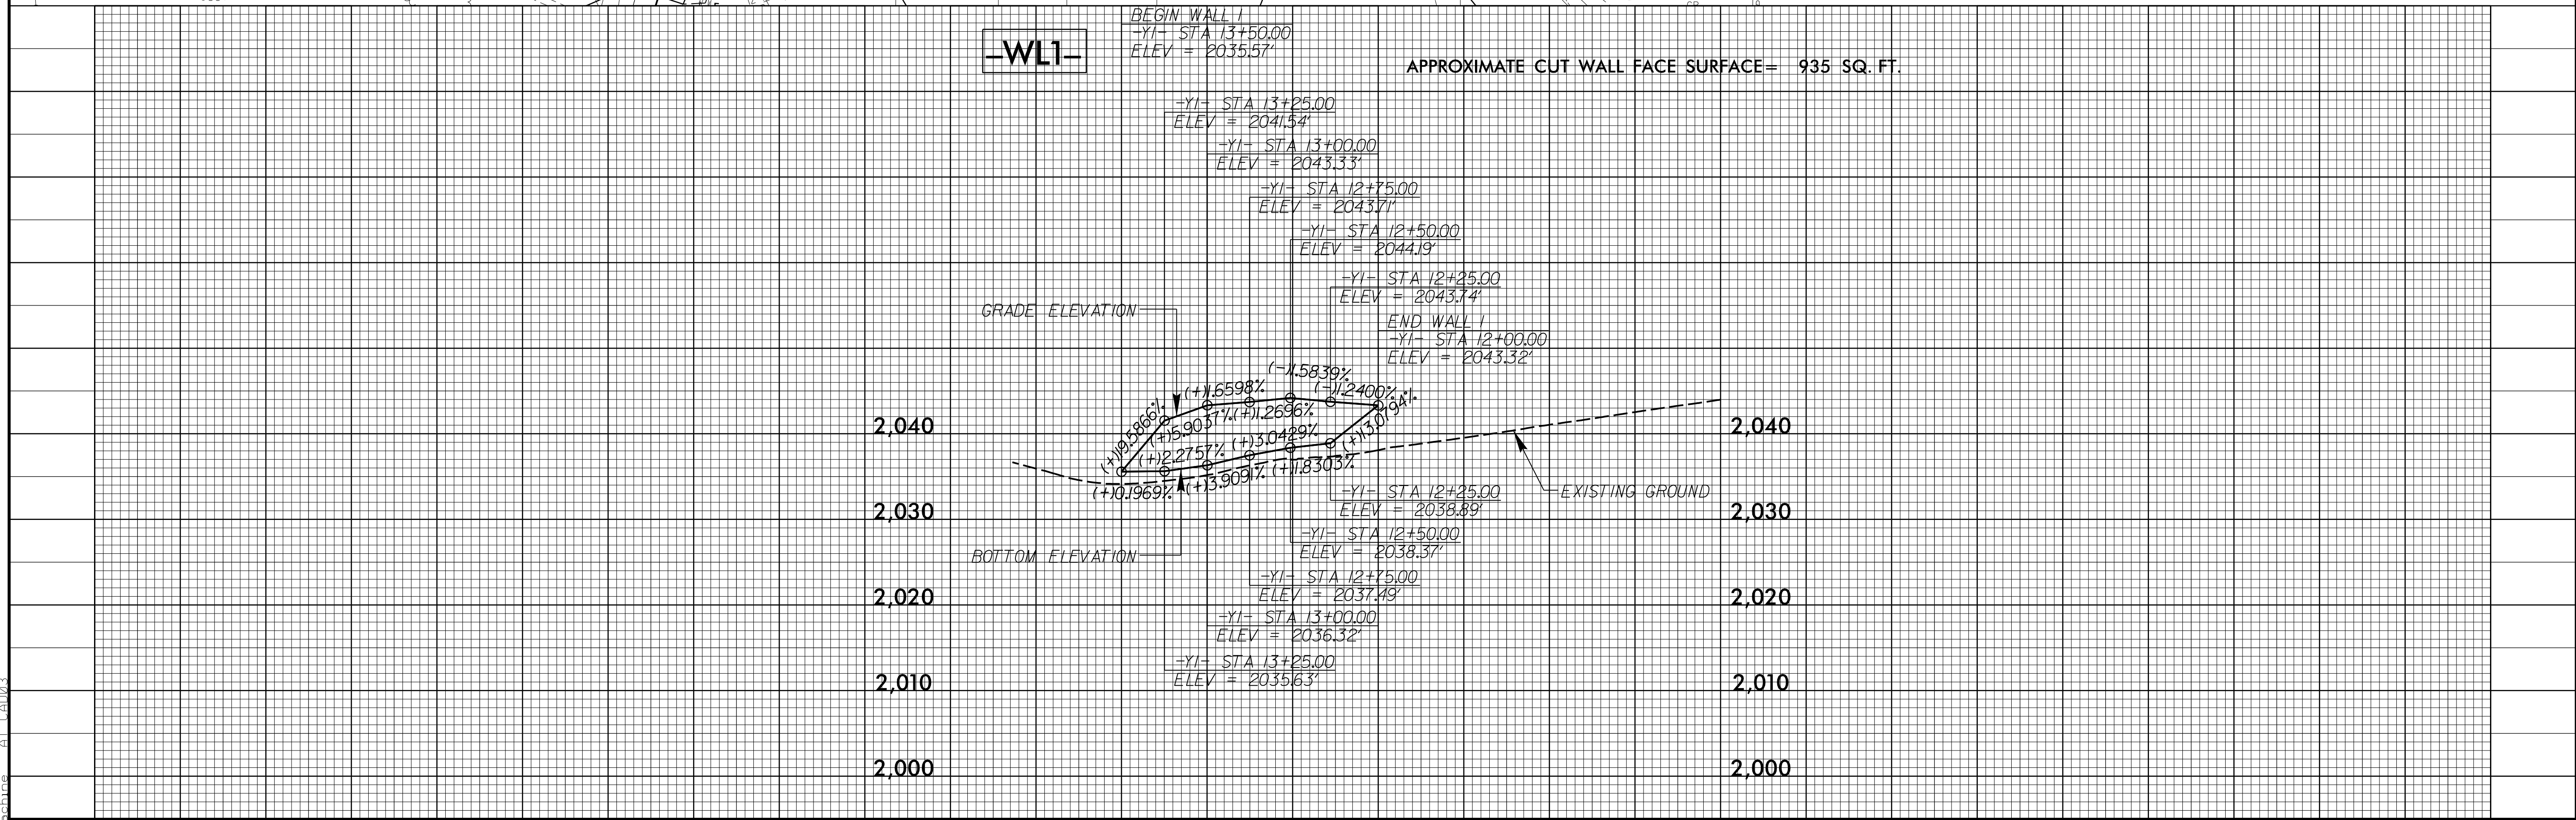 BEGIN WALL 1
-Y1- STA 13+50.00
ELEV = 2035.57'
-WL1-
APPROXIMATE CUT WALL FACE SURFACE= 935 SQ. FT.
-Y1- STA 13+25.00
ELEV = 2041.54'
-Y1- STA 13+00.00
ELEV = 2043.33'
-Y1- STA 12+75.00
ELEV = 2043.71'
-Y1- STA 12+50.00
ELEV = 2044.19'
-Y1- STA 12+25.00
ELEV = 2043.74'
GRADE ELEVATION
END WALL 1
-Y1- STA 12+00.00
ELEV = 2043.32'
(-)1.5839%
(+)1.6598%
(-)1.2400%
(+)19.5866%
(+)5.9037%
(+)1.2696%
(+)13.0794%
2,040
2,040
(+)2.2757%
(+)3.0429%
(+)0.1969%
(+)3.9091%
(+)1.8303%
-Y1- STA 12+25.00
ELEV = 2038.89'
EXISTING GROUND
2,030
2,030
-Y1- STA 12+50.00
ELEV = 2038.37'
BOTTOM ELEVATION
-Y1- STA 12+75.00
ELEV = 2037.49'
2,020
2,020
-Y1- STA 13+00.00
ELEV = 2036.32'
-Y1- STA 13+25.00
ELEV = 2035.63'
2,010
2,010
2,000
2,000